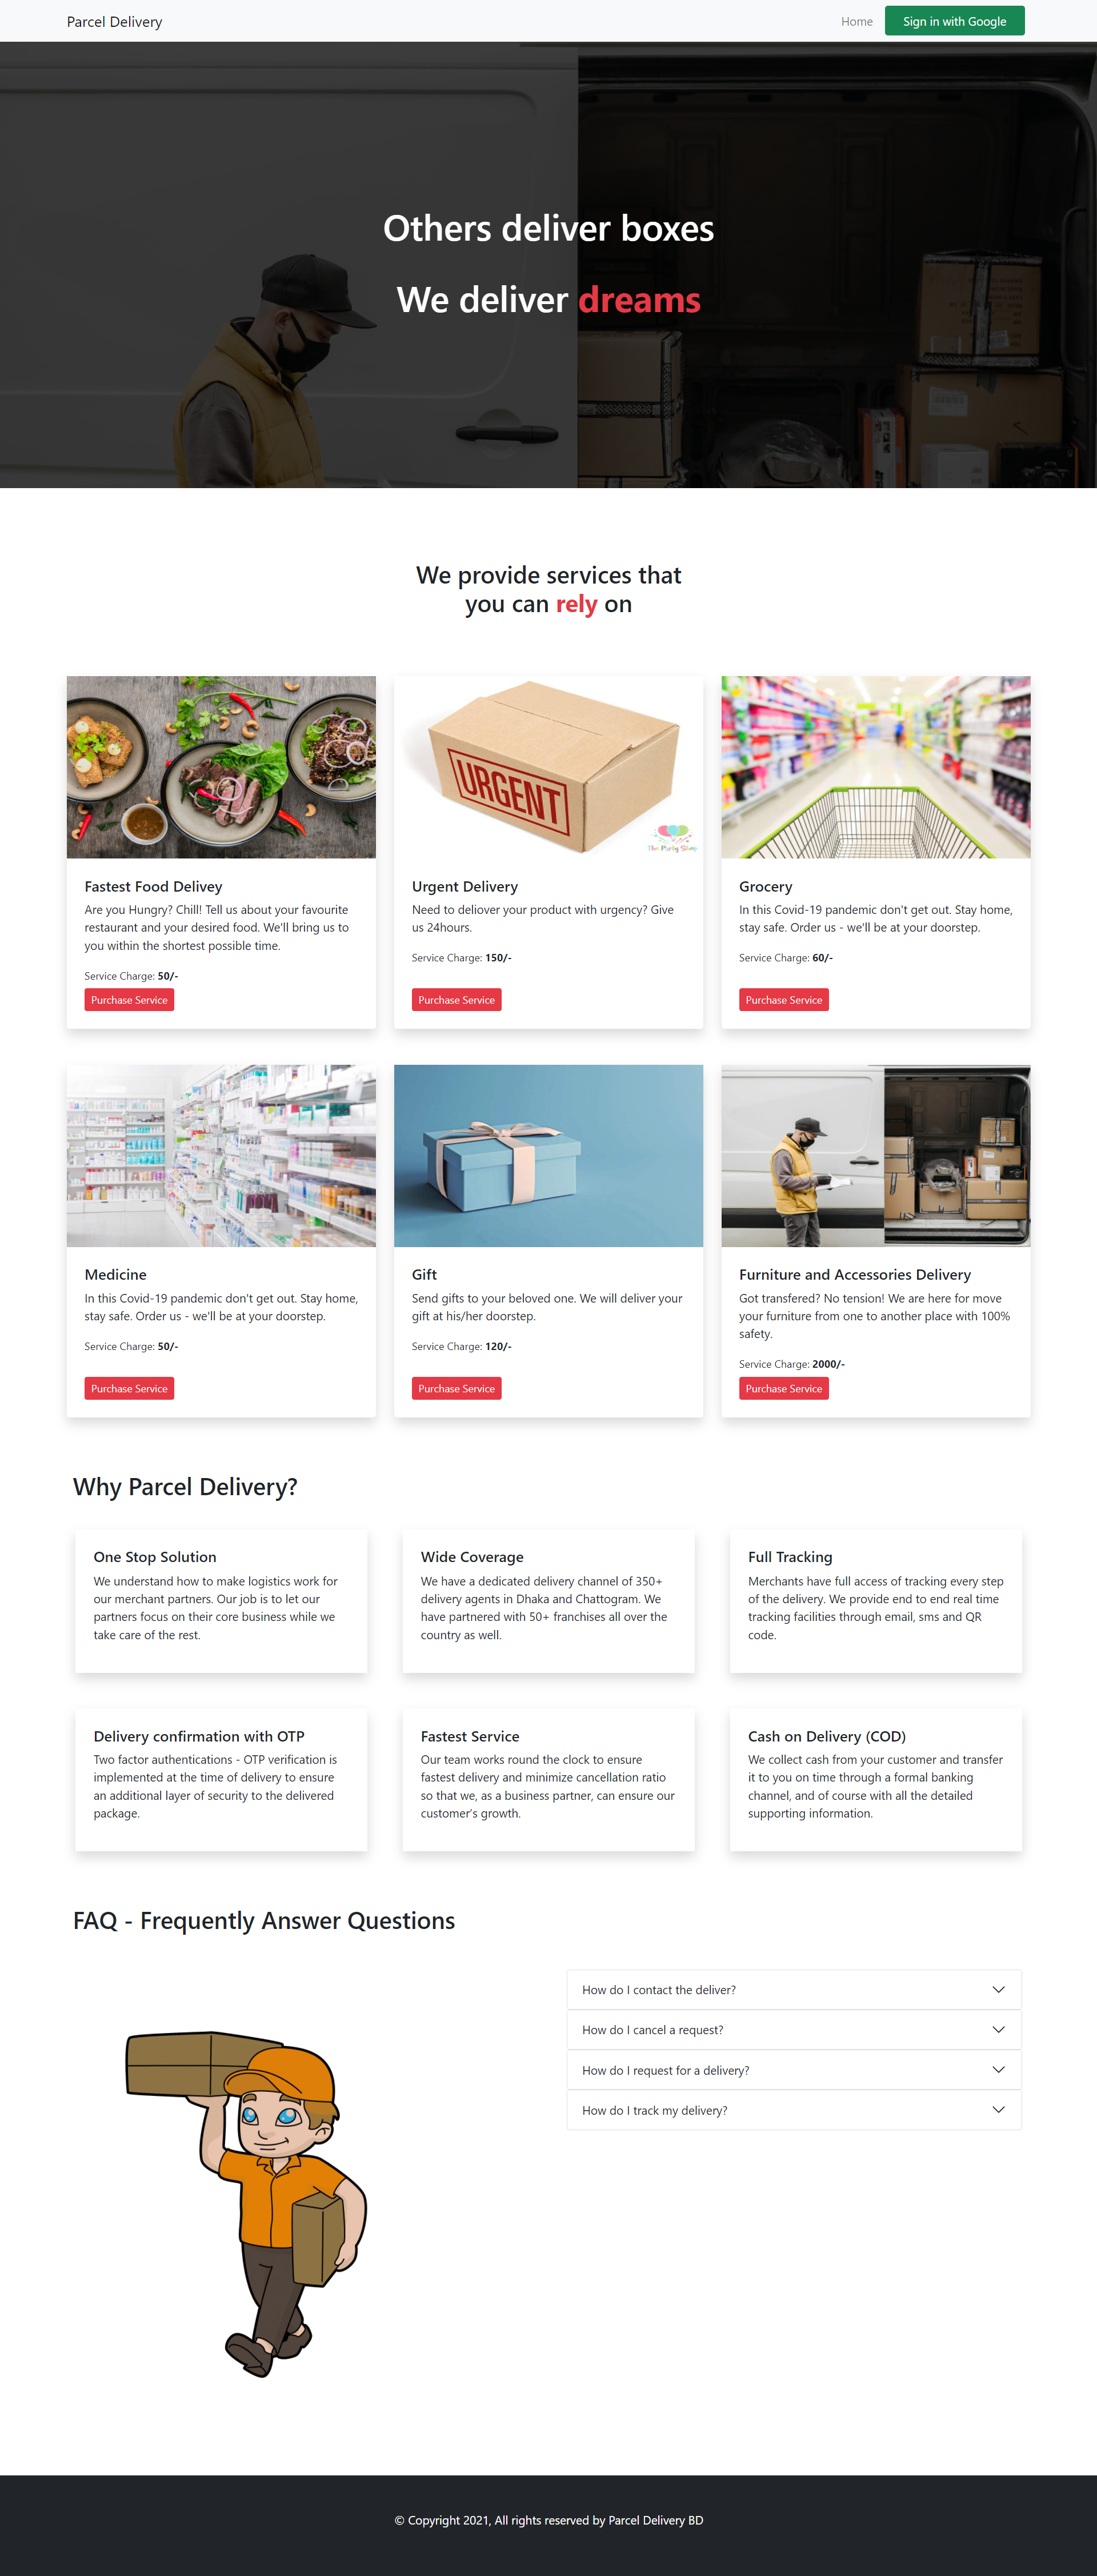 Parcel Delivery
Home
Sign in with Google
Others deliver boxes
We deliver dreams
We provide services that
you can rely on
URGENT
The Party Shop
Fastest Food Delivey
Are you Hungry? Chill! Tell us about your favourite
restaurant and your desired food. We'll bring us to
you within the shortest possible time.
Service Charge: 50/-
Purchase Service
Urgent Delivery
Need to deliover your product with urgency? Give
us 24hours.
Service Charge: 150/-
Purchase Service
Grocery
In this Covid-19 pandemic don't get out. Stay home,
stay safe. Order us - we'll be at your doorstep.
Service Charge: 60/-
Purchase Service
Medicine
In this Covid-19 pandemic don't get out. Stay home,
stay safe. Order us - we'll be at your doorstep.
Service Charge: 50/-
Purchase Service
Gift
Send gifts to your beloved one. We will deliver your
gift at his/her doorstep.
Service Charge: 120/-
Purchase Service
Furniture and Accessories Delivery
Got transfered? No tension! We are here for move
your furniture from one to another place with 100%
safety.
Service Charge: 2000/-
Purchase Service
Why Parcel Delivery?
One Stop Solution
We understand how to make logistics work for
our merchant partners. Our job is to let our
partners focus on their core business while we
take care of the rest.
Wide Coverage
We have a dedicated delivery channel of 350+
delivery agents in Dhaka and Chattogram. We
have partnered with 50+ franchises all over the
country as well.
Full Tracking
Merchants have full access of tracking every step
of the delivery. We provide end to end real time
tracking facilities through email, sms and QR
code.
Delivery confirmation with OTP
Two factor authentications - OTP verification is
implemented at the time of delivery to ensure
an additional layer of security to the delivered
package.
Fastest Service
Our team works round the clock to ensure
fastest delivery and minimize cancellation ratio
so that we, as a business partner, can ensure our
customer's growth.
Cash on Delivery (COD)
We collect cash from your customer and transfer
it to you on time through a formal banking
channel, and of course with all the detailed
supporting information.
FAQ - Frequently Answer Questions
How do I contact the deliver?
How do I cancel a request?
How do I request for a delivery?
How do I track my delivery?
© Copyright 2021, All rights reserved by Parcel Delivery BD